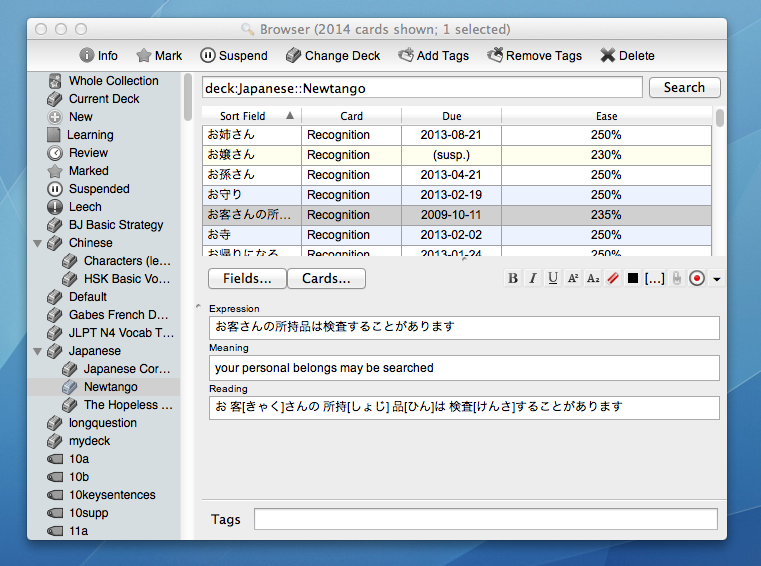 Browser (2014 cards shown; 1 selected)
Info Mark Suspend Change Deck Add Tags Remove Tags Delete
Whole Collection
Current Deck
New
Learning
Review
Marked
Suspended
Leech
BJ Basic Strategy
Chinese
Characters (le...
HSK Basic Vo...
Default
Gabes French D...
JLPT N4 Vocab T...
Japanese
Japanese Cor...
Newtango
The Hopeless ...
longquestion
mydeck
10a
10b
10keysentences
10supp
11a
deck:Japanese::Newtango Search
Sort Field Card Due Ease
お姉さん Recognition 2013-08-21 250%
お嬢さん Recognition (susp.) 230%
お孫さん Recognition 2013-04-21 250%
お守り Recognition 2013-02-19 250%
お客さんの所... Recognition 2009-10-11 235%
お寺 Recognition 2013-02-02 250%
お帰りになる Recognition 2013-01-24 250%
Fields... Cards... B I U A² A₂ [...]
Expression
お客さんの所持品は検査することがあります
Meaning
your personal belongs may be searched
Reading
お 客[きゃく]さんの 所持[しょじ] 品[ひん]は 検査[けんさ]することがあります
Tags